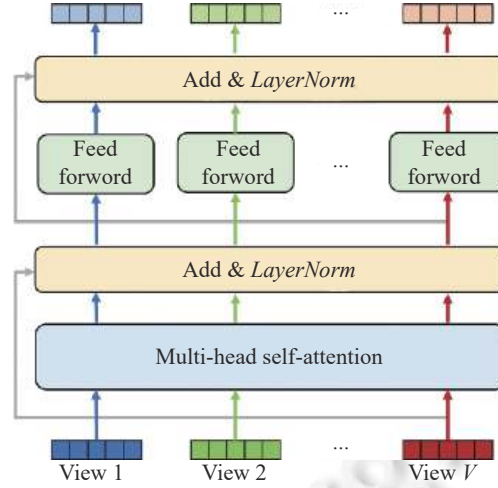 ...
Add & LayerNorm
Feed
forword
Feed
forword
...
Feed
forword
Add & LayerNorm
Multi-head self-attention
...
View 1
View 2
View V